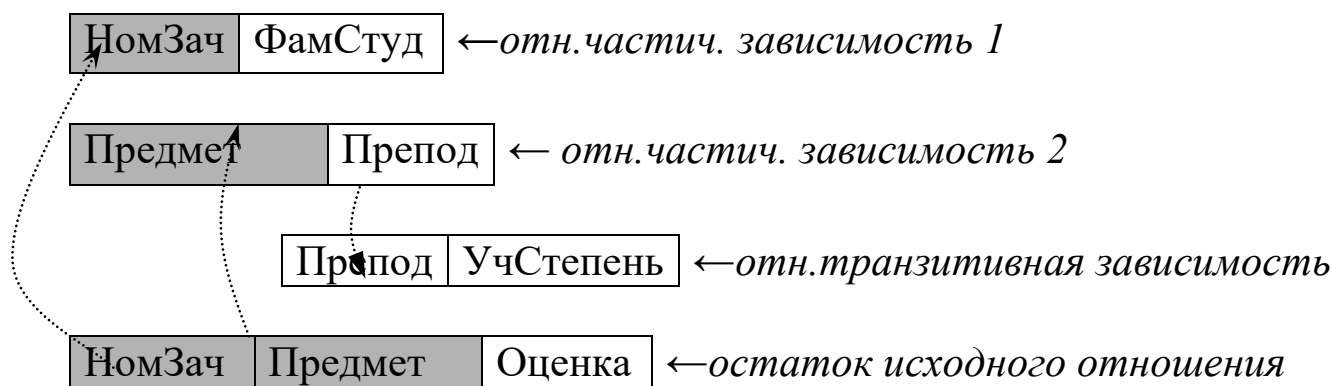 НомЗач ФамСтуд ←отн.частич. зависимость 1
Предмет Препод ← отн.частич. зависимость 2
Препод УчСтепень ←отн.транзитивная зависимость
НомЗач Предмет Оценка ←остаток исходного отношения